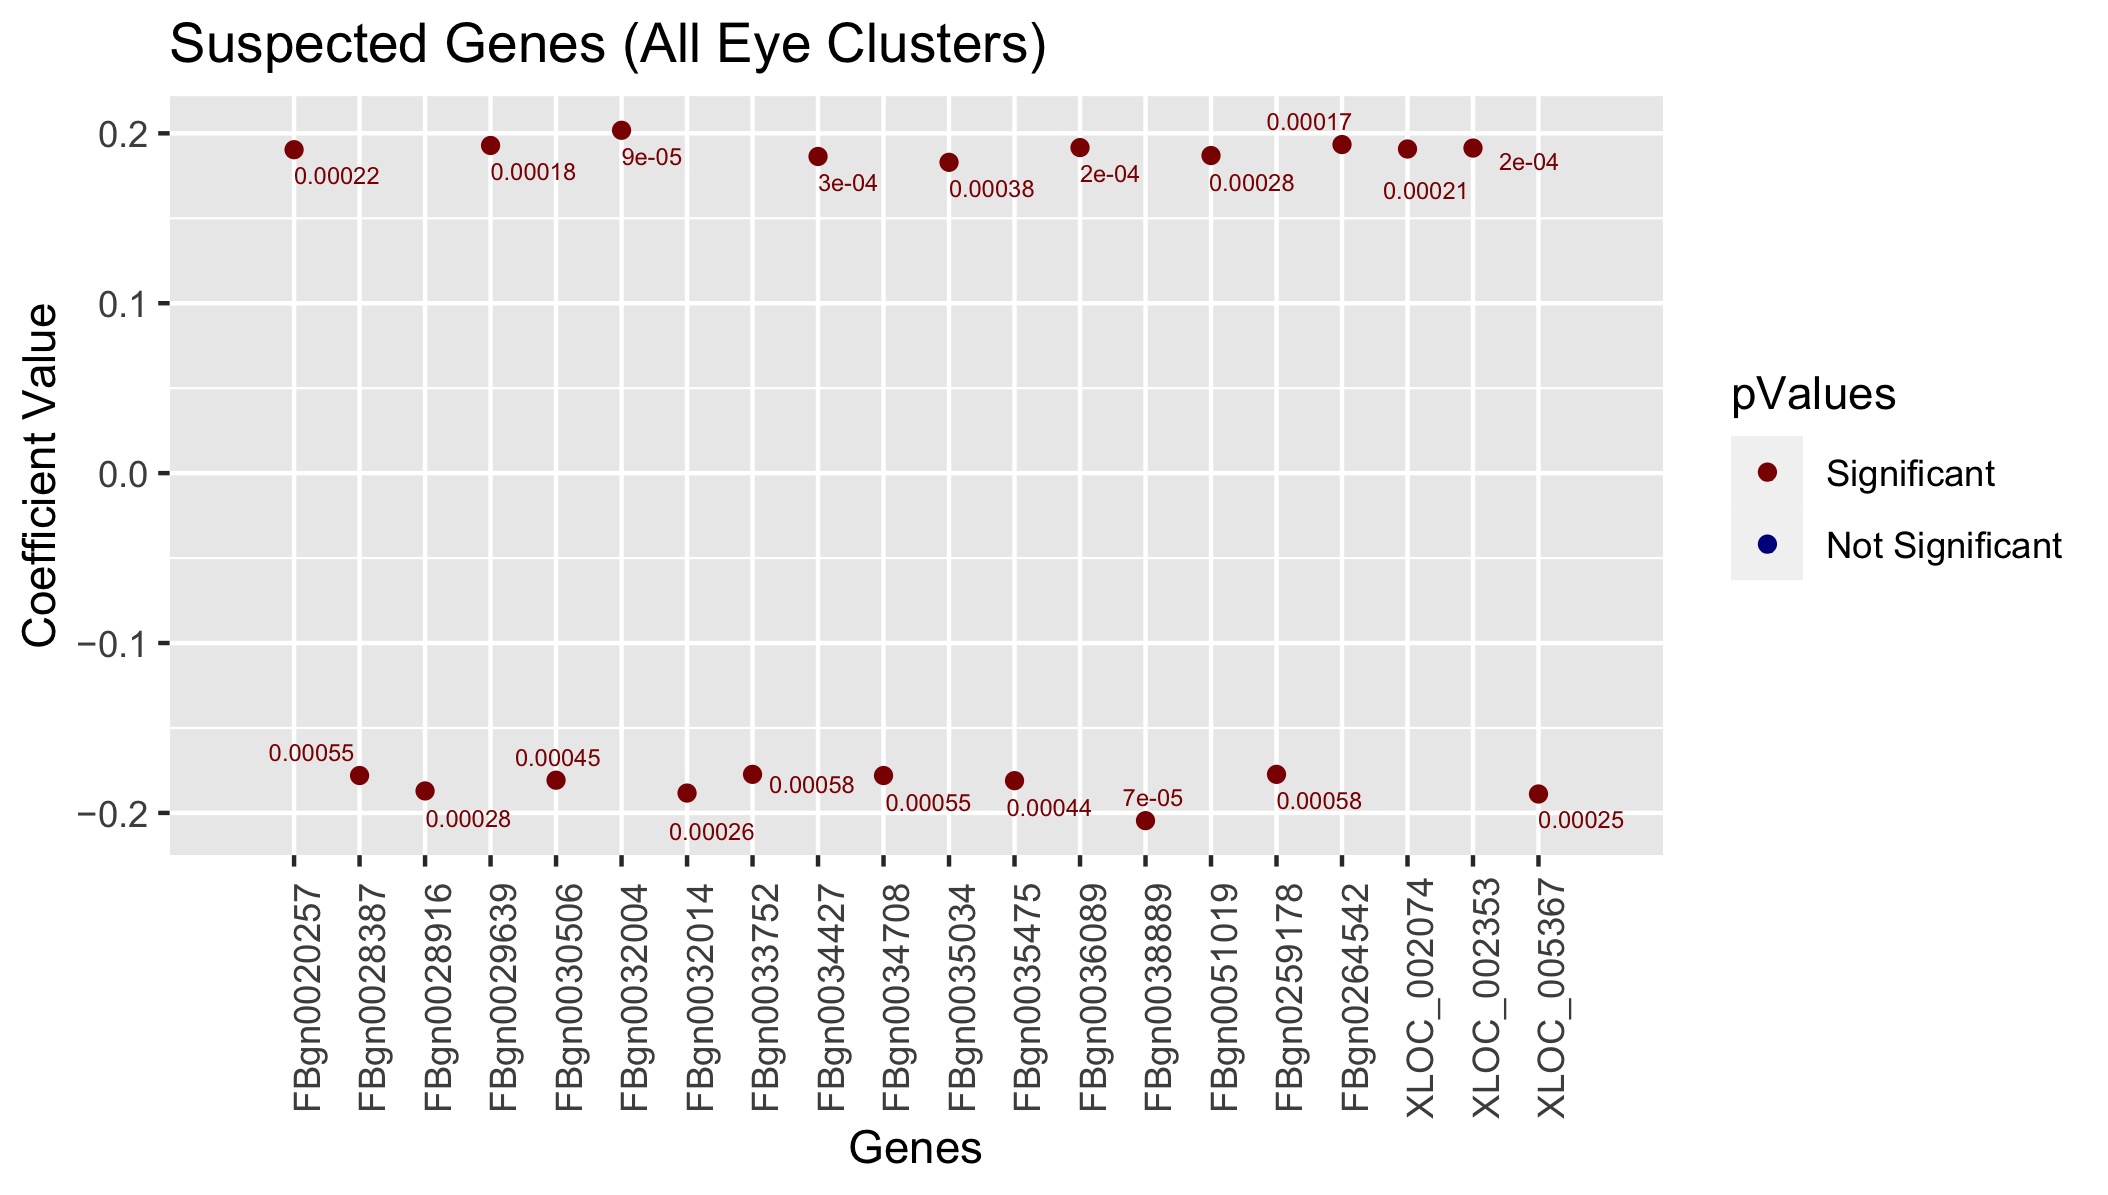 Suspected Genes (All Eye Clusters)
Coefficient Value
0.2
0.1
0.0
−0.1
−0.2
0.00022
0.00018
9e-05
3e-04
0.00038
2e-04
0.00028
0.00017
0.00021
2e-04
0.00055
0.00028
0.00045
0.00026
0.00058
0.00055
0.00044
7e-05
0.00058
0.00025
FBgn0020257
FBgn0028387
FBgn0028916
FBgn0029639
FBgn0030506
FBgn0032004
FBgn0032014
FBgn0033752
FBgn0034427
FBgn0034708
FBgn0035034
FBgn0035475
FBgn0036089
FBgn0038889
FBgn0051019
FBgn0259178
FBgn0264542
XLOC_002074
XLOC_002353
XLOC_005367
Genes
pValues
Significant
Not Significant